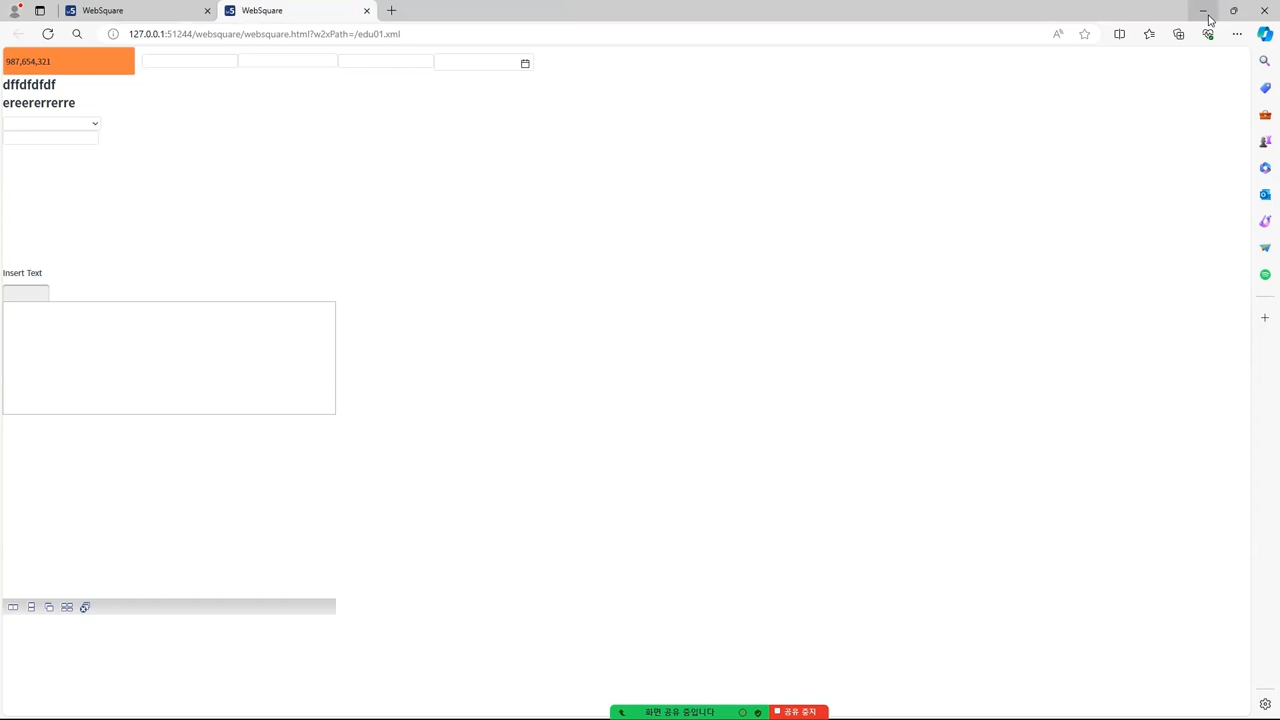 WebSquare
WebSquare
127.0.0.1:51244/websquare/websquare.html?w2xPath=/edu01.xml
987,654,321
dffdfdfdf
ereererrerre
Insert Text
화면 공유 중입니다
공유 중지